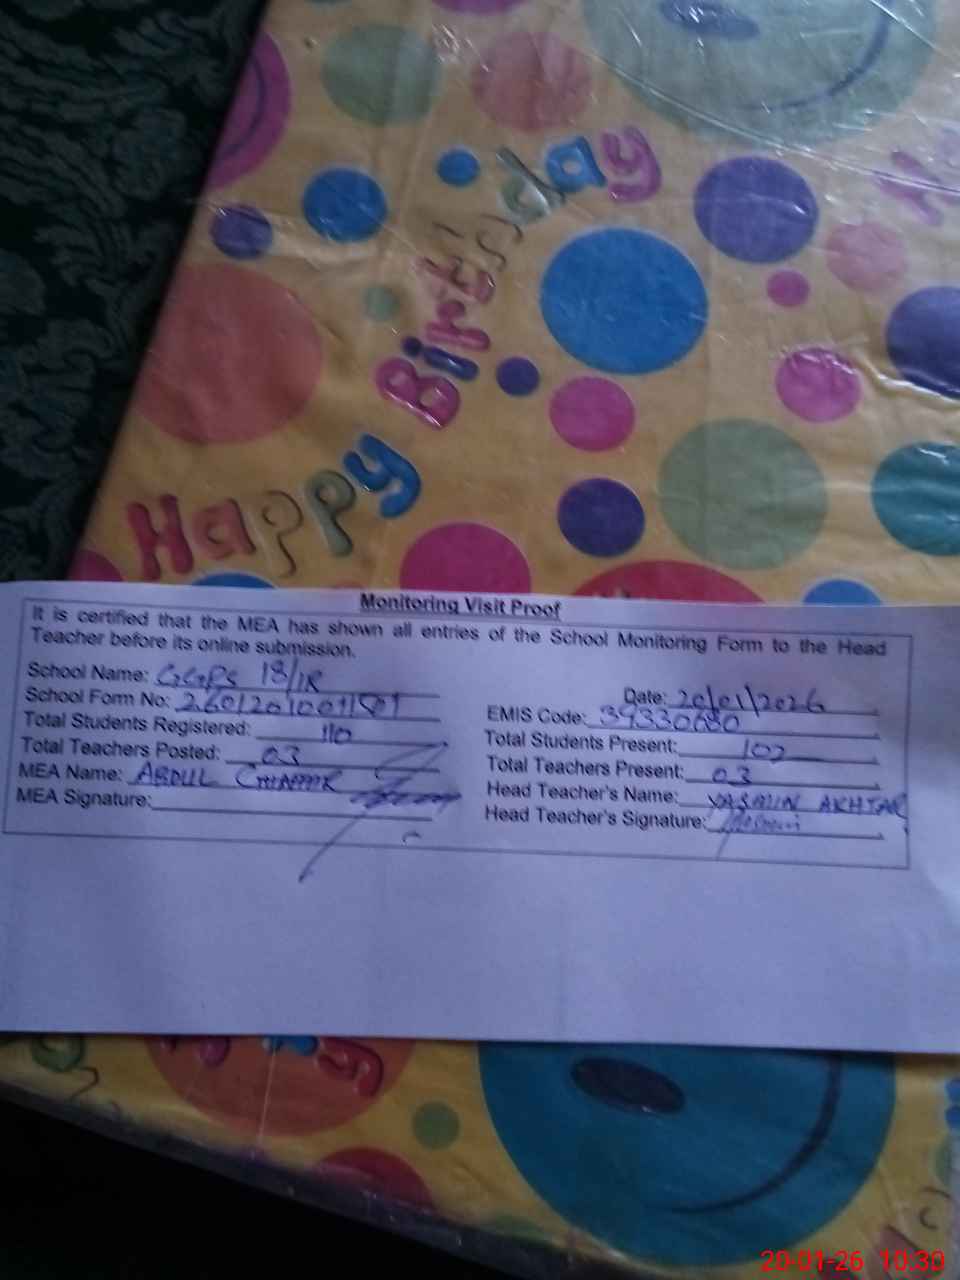 Happy Birthday
Monitoring Visit Proof
It is certified that the MEA has shown all entries of the School Monitoring Form to the Head
Teacher before its online submission.
School Name: GGPS 18/1R
Date: 20/01/2026
School Form No:
EMIS Code: 39330680
Total Students Registered: 110
Total Students Present: 102
Total Teachers Posted: 03
Total Teachers Present: 03
MEA Name: ABDUL GHAFFAR
Head Teacher's Name: YASMIN AKHTAR
MEA Signature:
Head Teacher's Signature:
20-01-26 10:30